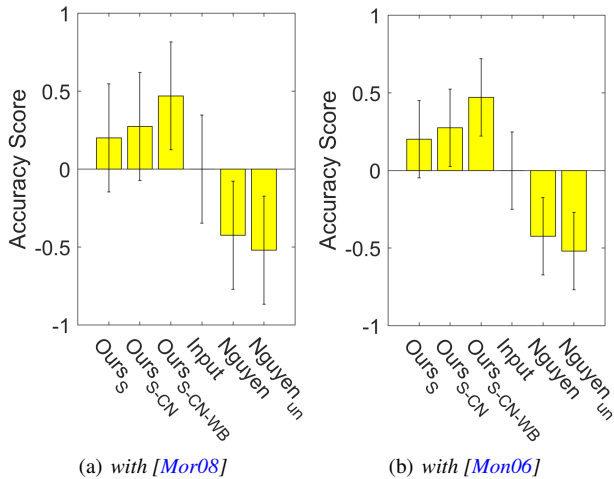 1
0.5
0
-0.5
-1
Accuracy Score
Ours S
Ours S-CN
Ours S-CN-WB
Input
Nguyen
Nguyen un
(a) with [Mor08]
1
0.5
0
-0.5
-1
Accuracy Score
Ours S
Ours S-CN
Ours S-CN-WB
Input
Nguyen
Nguyen un
(b) with [Mon06]